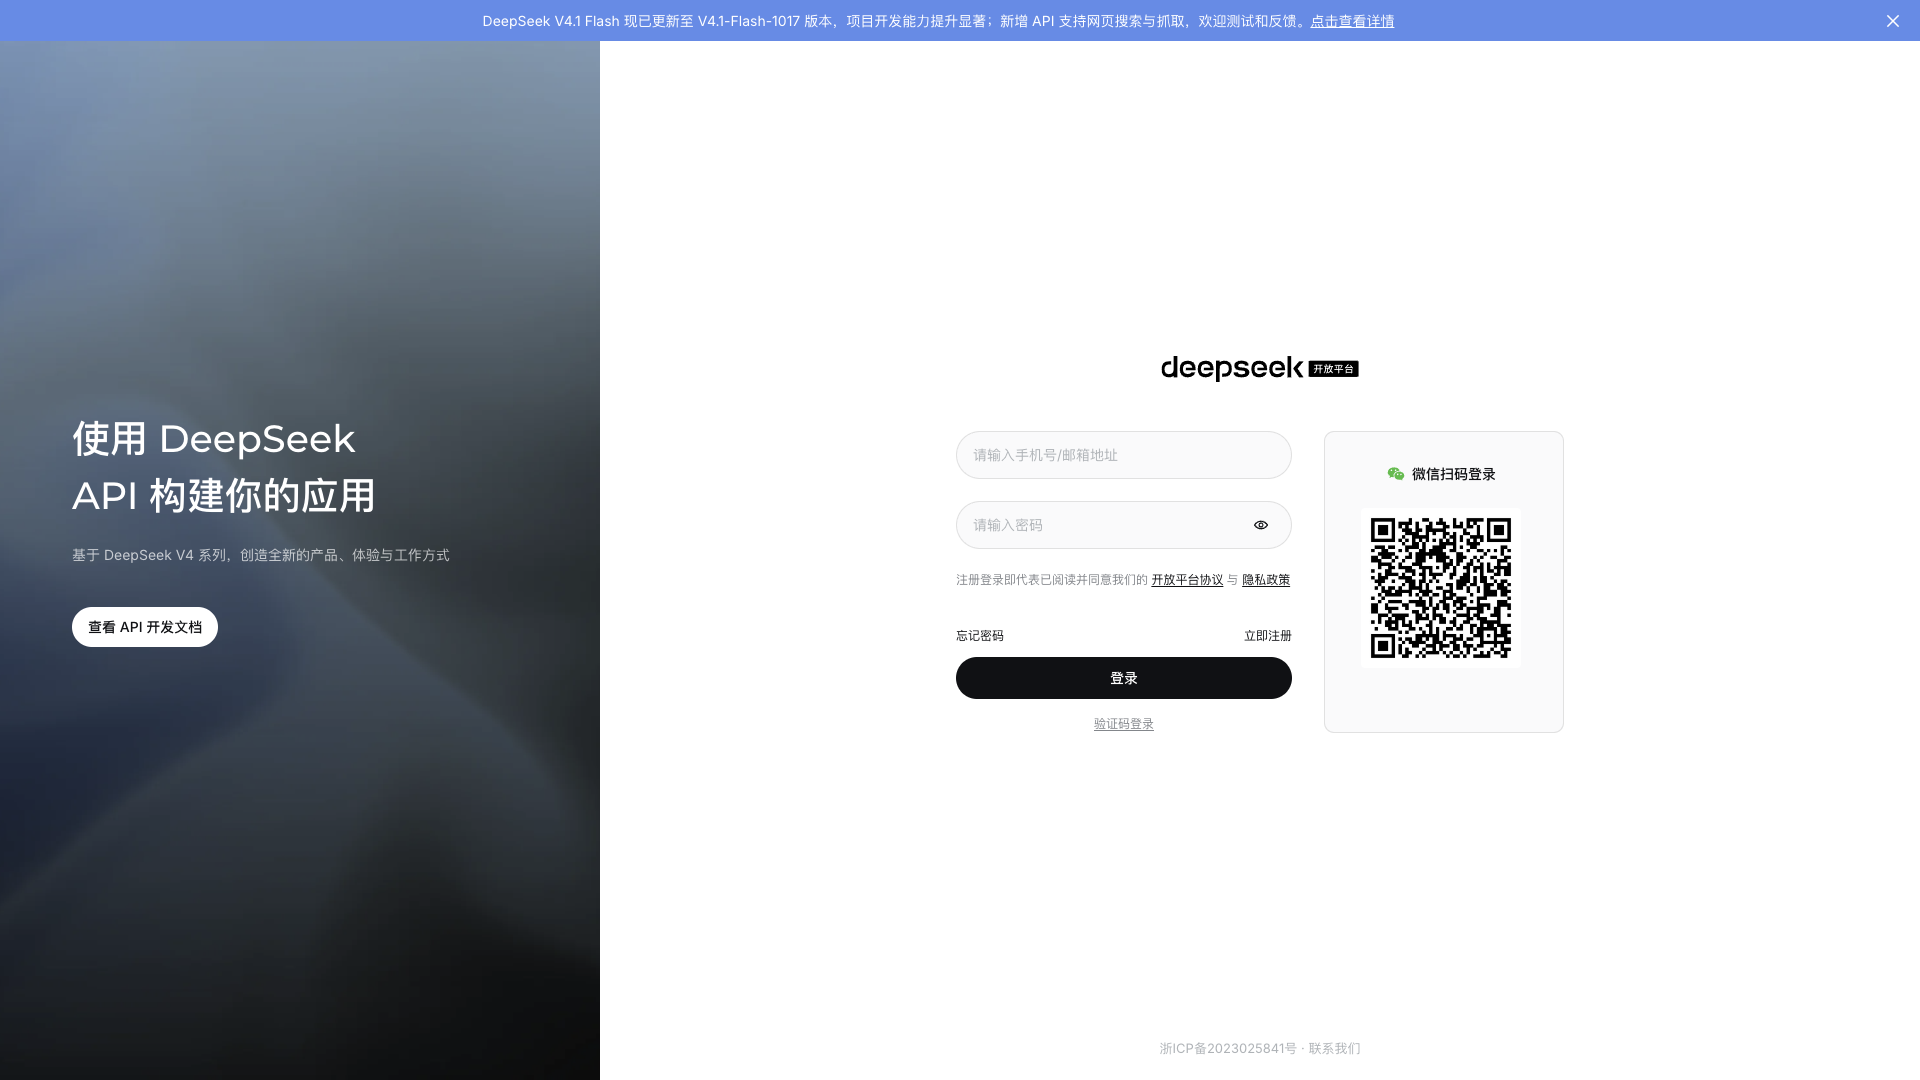 DeepSeek V4.1 Flash 现已更新至 V4.1-Flash-1017 版本，项目开发能力提升显著；新增 API 支持网页搜索与抓取，欢迎测试和反馈。点击查看详情
使用 DeepSeek
API 构建你的应用
基于 DeepSeek V4 系列，创造全新的产品、体验与工作方式
查看 API 开发文档
deepseek 开放平台
请输入手机号/邮箱地址
请输入密码
注册登录即代表已阅读并同意我们的 开放平台协议 与 隐私政策
忘记密码
立即注册
登录
验证码登录
微信扫码登录
浙ICP备2023025841号 · 联系我们